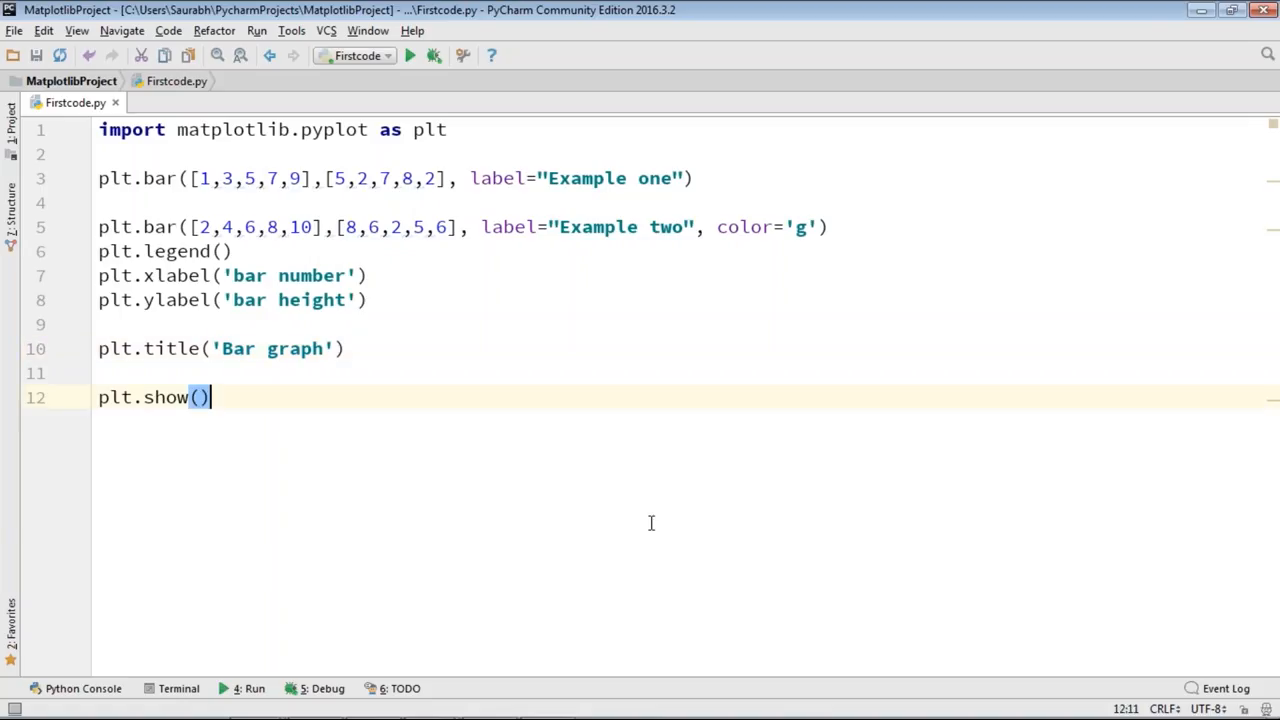 MatplotlibProject - [C:\Users\Saurabh\PycharmProjects\MatplotlibProject] - ...\Firstcode.py - PyCharm Community Edition 2016.3.2
File Edit View Navigate Code Refactor Run Tools VCS Window Help
Firstcode
MatplotlibProject Firstcode.py
Firstcode.py
1: Project
7: Structure
2: Favorites
1 import matplotlib.pyplot as plt
2
3 plt.bar([1,3,5,7,9],[5,2,7,8,2], label="Example one")
4
5 plt.bar([2,4,6,8,10],[8,6,2,5,6], label="Example two", color='g')
6 plt.legend()
7 plt.xlabel('bar number')
8 plt.ylabel('bar height')
9
10 plt.title('Bar graph')
11
12 plt.show()
Python Console Terminal 4: Run 5: Debug 6: TODO Event Log
12:11 CRLF UTF-8